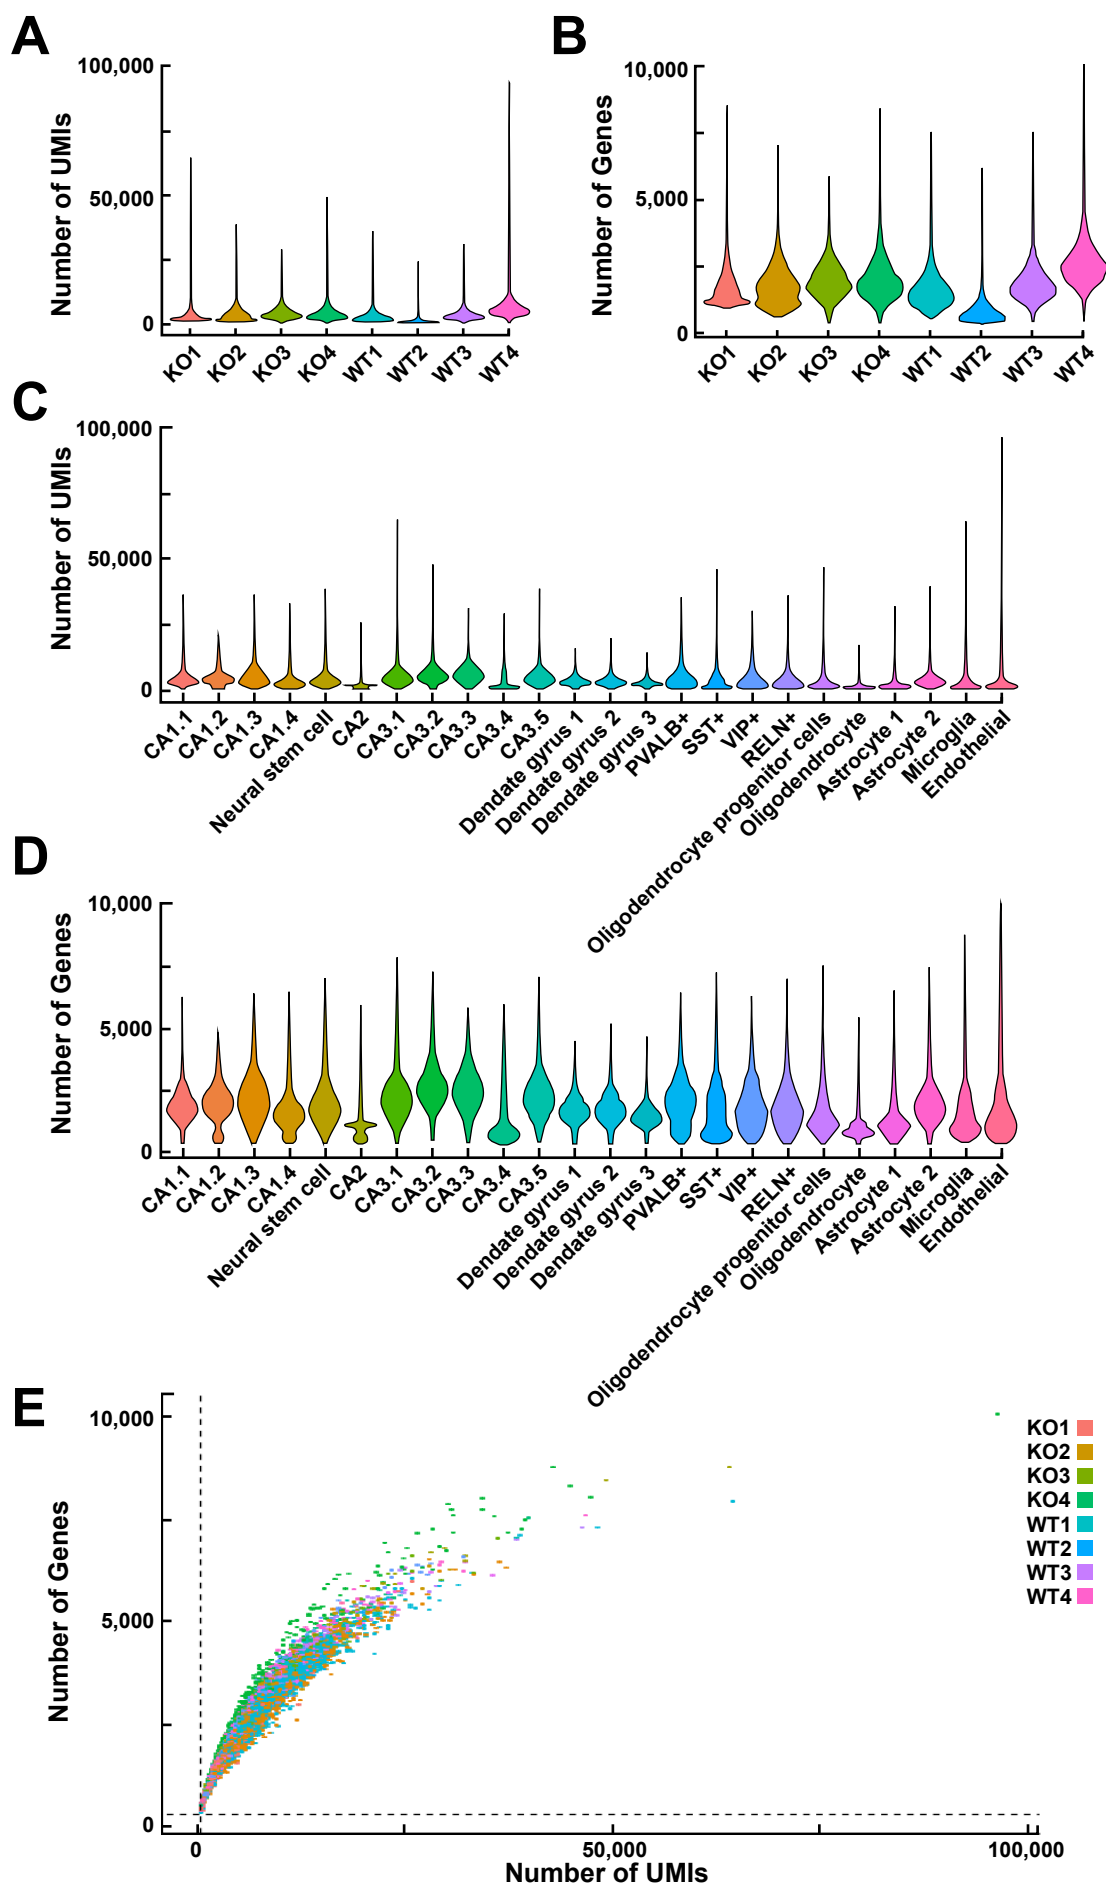 A
B
100,000
50,000
0
Number of UMIs
KO1
KO2
KO3
KO4
WT1
WT2
WT3
WT4
10,000
5,000
0
Number of Genes
KO1
KO2
KO3
KO4
WT1
WT2
WT3
WT4
C
100,000
50,000
0
Number of UMIs
CA1.1
CA1.2
CA1.3
CA1.4
Neural stem cell
CA2
CA3.1
CA3.2
CA3.3
CA3.4
CA3.5
Dendate gyrus 1
Dendate gyrus 2
Dendate gyrus 3
PVALB+
SST+
VIP+
RELN+
Oligodendrocyte progenitor cells
Oligodendrocyte
Astrocyte 1
Astrocyte 2
Microglia
Endothelial
D
10,000
5,000
0
Number of Genes
CA1.1
CA1.2
CA1.3
CA1.4
Neural stem cell
CA2
CA3.1
CA3.2
CA3.3
CA3.4
CA3.5
Dendate gyrus 1
Dendate gyrus 2
Dendate gyrus 3
PVALB+
SST+
VIP+
RELN+
Oligodendrocyte progenitor cells
Oligodendrocyte
Astrocyte 1
Astrocyte 2
Microglia
Endothelial
E
10,000
5,000
0
Number of Genes
0
50,000
100,000
Number of UMIs
KO1
KO2
KO3
KO4
WT1
WT2
WT3
WT4